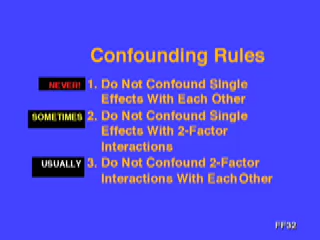 Confounding Rules
NEVER! 1. Do Not Confound Single
Effects With Each Other
SOMETIMES 2. Do Not Confound Single
Effects With 2-Factor
Interactions
USUALLY 3. Do Not Confound 2-Factor
Interactions With Each Other
FF32